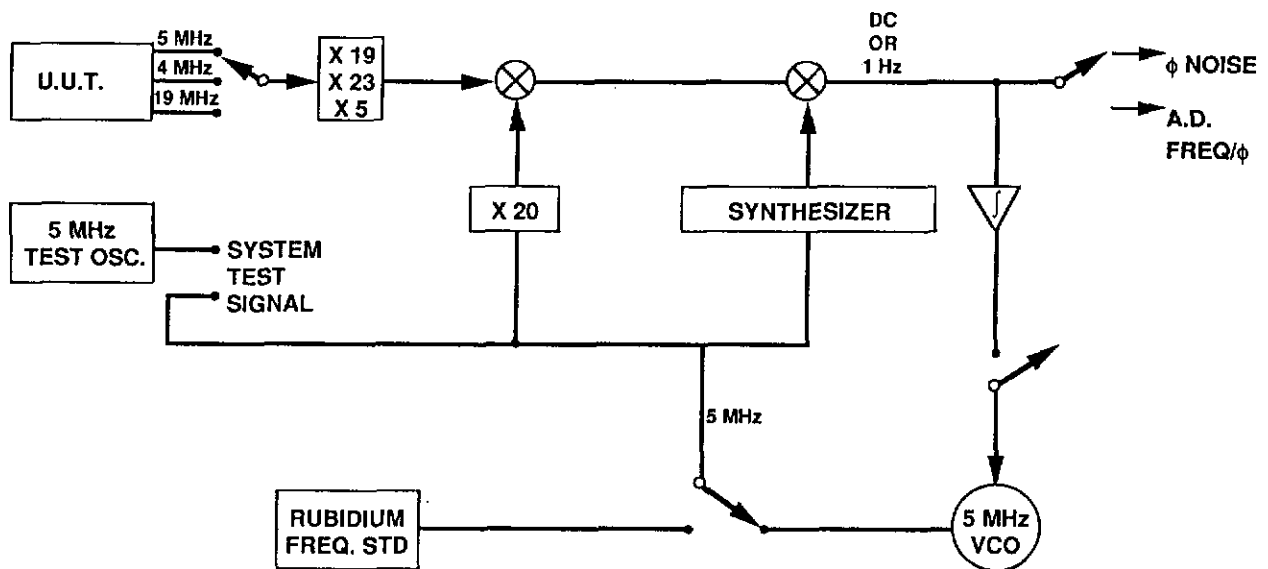 U.U.T.
5 MHz
4 MHz
19 MHz
X 19
X 23
X 5
DC
OR
1 Hz
ϕ NOISE
A.D.
FREQ/ϕ
X 20
SYNTHESIZER
∫
5 MHz
TEST OSC.
SYSTEM
TEST
SIGNAL
5 MHz
RUBIDIUM
FREQ. STD
5 MHz
VCO